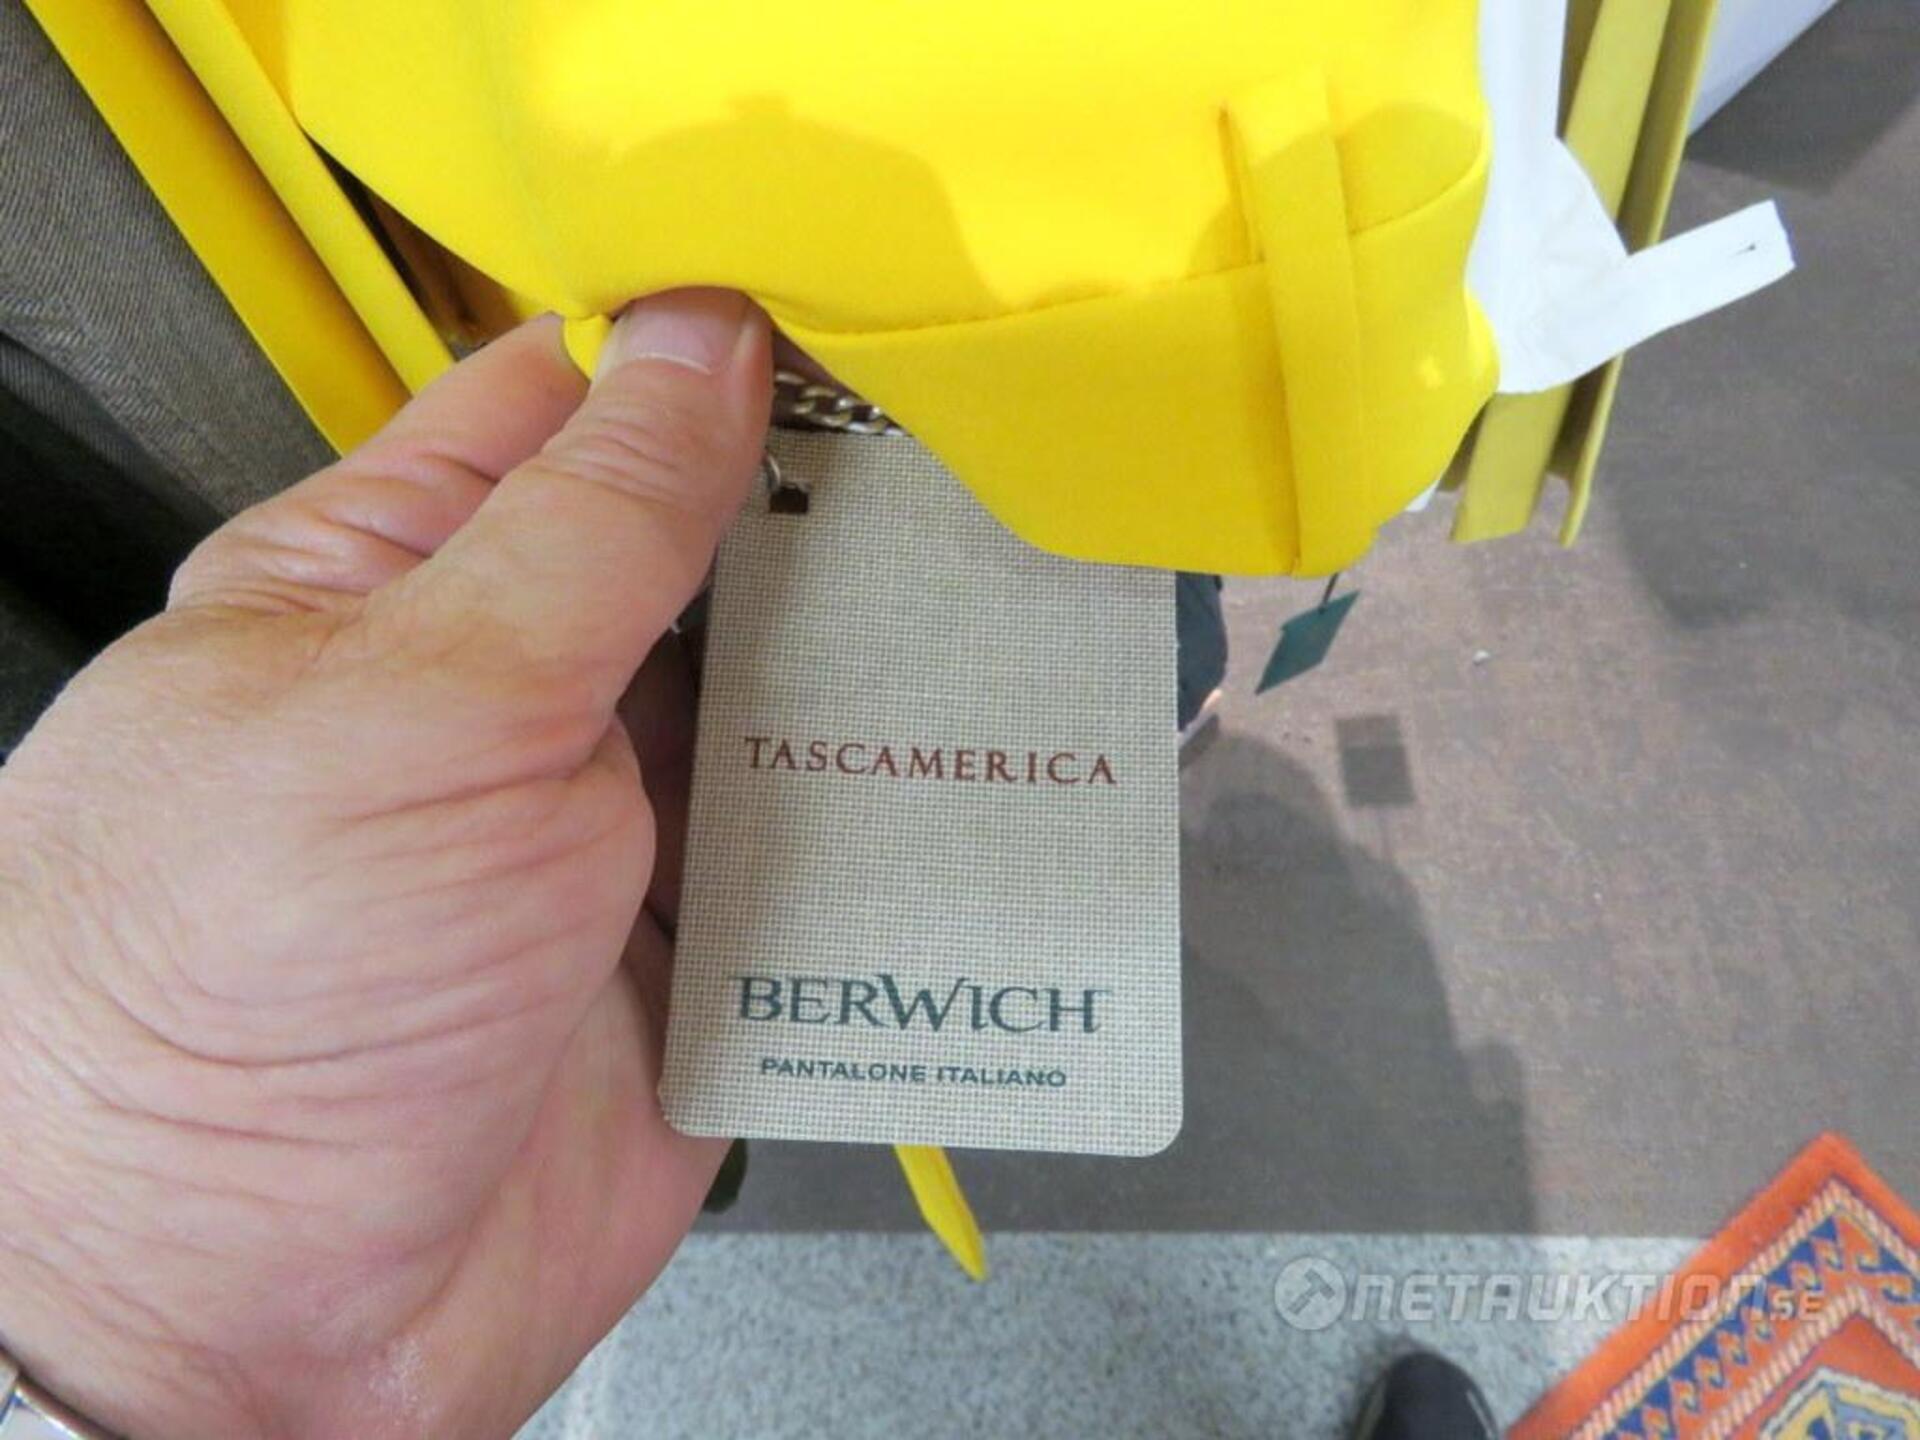 TASCAMERICA
BERWICH
PANTALONE ITALIANO
NETAUKTION.SE